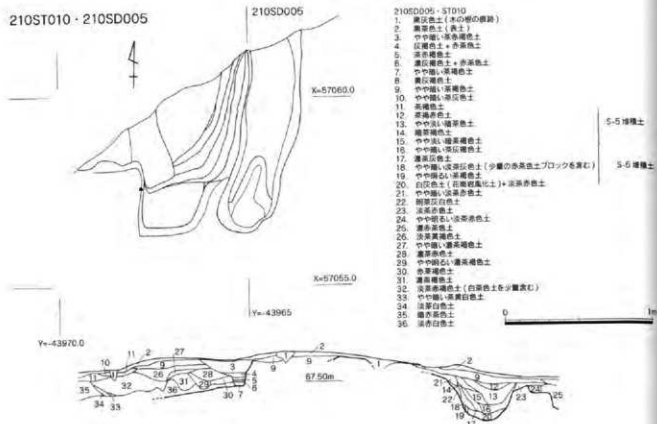 210ST010・210SD005
210SD005
X=57060.0
X=57055.0
Y=-43965
Y=-43970.0
210SD005・ST010
1. 黒灰色土(木の根の痕跡)
2. 黒茶色土(表土)
3. やや暗い茶赤褐色土
4. 灰褐色土+赤茶色土
5. 淡赤褐色土
6. 濃灰褐色土+赤茶色土
7. やや暗い茶褐色土
8. 黄灰褐色土
9. やや暗い茶褐色土
10. やや暗い茶灰色土
11. 茶褐色土
12. 茶褐赤色土
13. やや淡い暗茶色土
14. 暗茶褐色土
15. やや淡い暗茶褐色土
16. やや暗い茶灰褐色土
17. 濃茶灰色土
18. やや暗い淡茶灰色土(少量の赤茶色土ブロックを含む)
19. やや明るい茶褐色土
20. 白灰色土(花崗岩風化土)+淡茶赤色土
21. やや暗い淡茶赤色土
22. 明茶灰白色土
23. 淡茶赤色土
24. やや明るい淡茶赤色土
25. 濃赤茶色土
26. 淡茶黄褐色土
27. やや暗い濃茶褐色土
28. 濃茶赤色土
29. やや明るい濃茶褐色土
30. 赤茶褐色土
31. 濃茶褐色土
32. 淡茶赤褐色土(白茶色土を少量含む)
33. やや暗い茶黄白色土
34. 淡茶白色土
35. 暗赤茶色土
36. 淡赤白色土
S-5 堆積土
S-5 堆積土
0 1m
67.50m